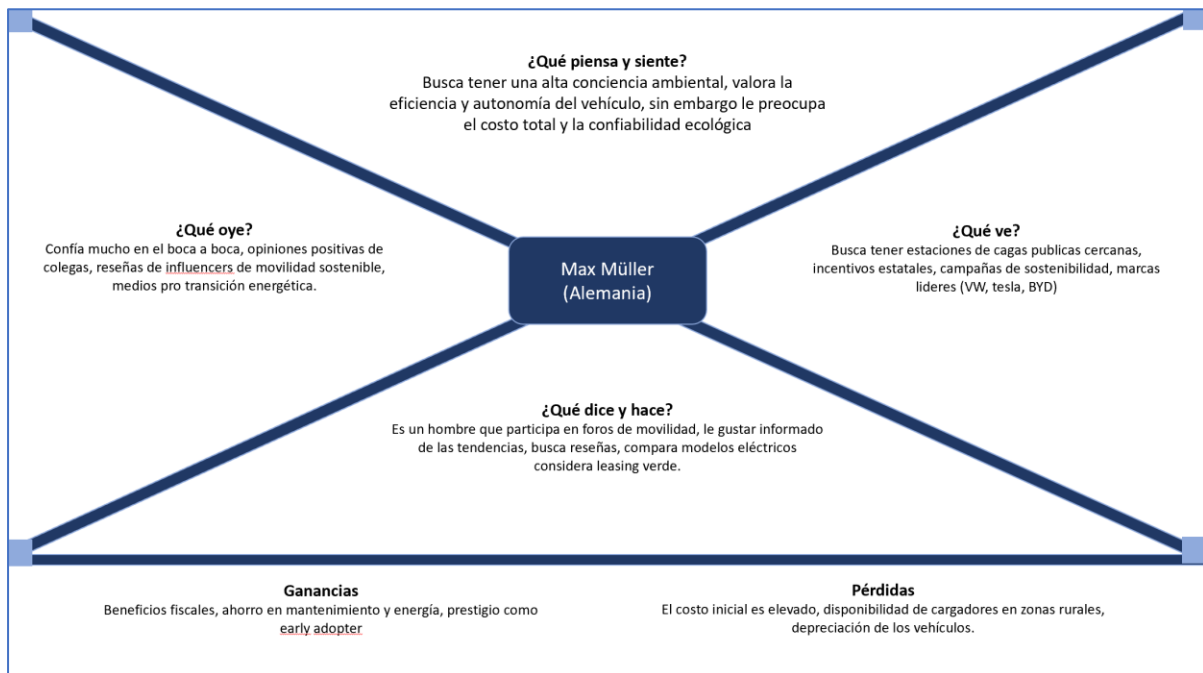 ¿Qué piensa y siente?
Busca tener una alta conciencia ambiental, valora la
eficiencia y autonomía del vehículo, sin embargo le preocupa
el costo total y la confiabilidad ecológica
¿Qué oye?
Confía mucho en el boca a boca, opiniones positivas de
colegas, reseñas de influencers de movilidad sostenible,
medios pro transición energética.
Max Müller
(Alemania)
¿Qué ve?
Busca tener estaciones de cagas publicas cercanas,
incentivos estatales, campañas de sostenibilidad, marcas
lideres (VW, tesla, BYD)
¿Qué dice y hace?
Es un hombre que participa en foros de movilidad, le gustar informado
de las tendencias, busca reseñas, compara modelos eléctricos
considera leasing verde.
Ganancias
Beneficios fiscales, ahorro en mantenimiento y energía, prestigio como
early adopter
Pérdidas
El costo inicial es elevado, disponibilidad de cargadores en zonas rurales,
depreciación de los vehículos.